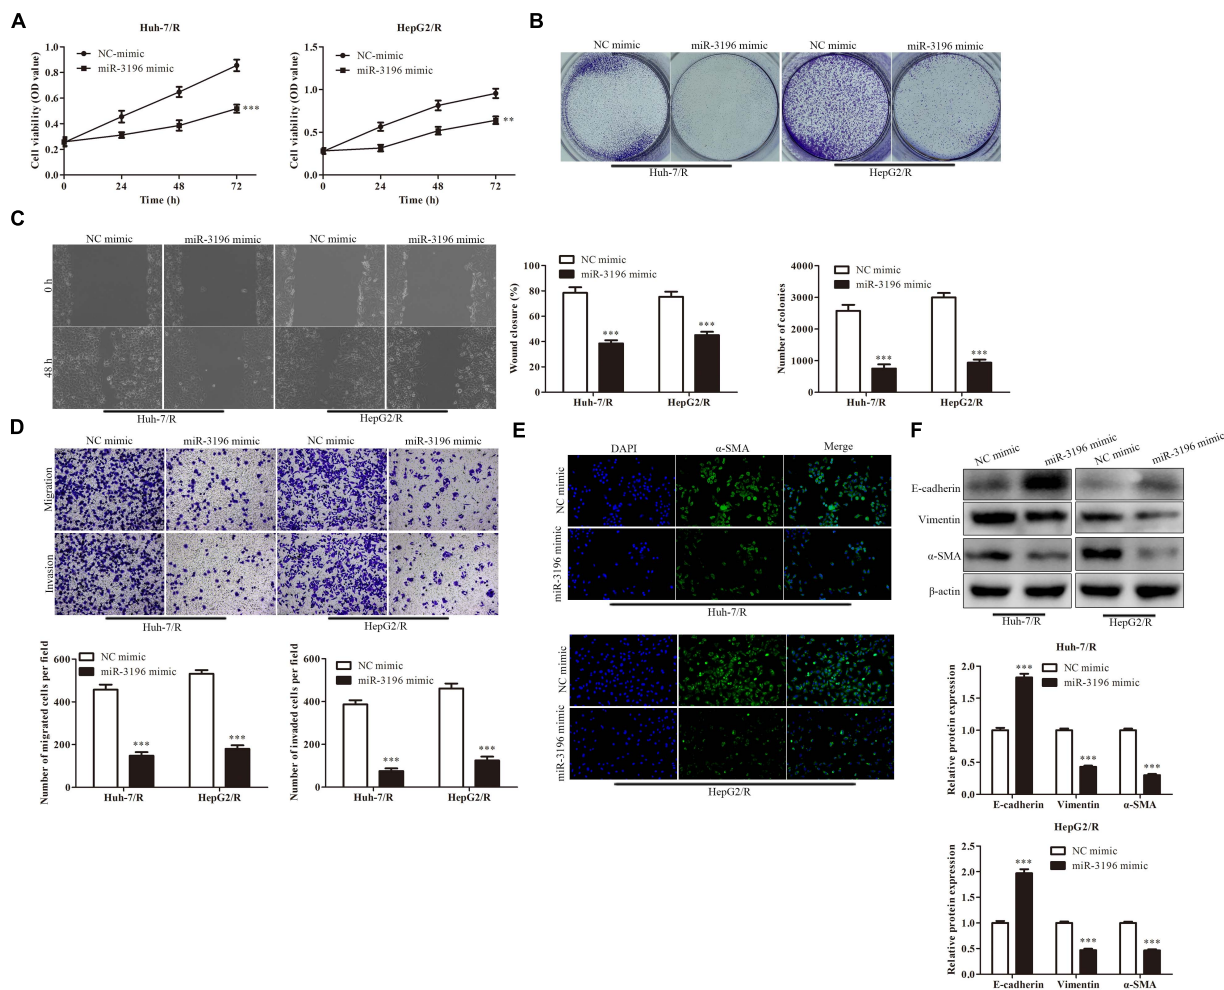 A
Huh-7/R
NC-mimic
miR-3196 mimic
Cell viability (OD value)
1.0
0.8
0.6
0.4
0.2
0.0
0 24 48 72
Time (h)
***
HepG2/R
NC-mimic
miR-3196 mimic
Cell viability (OD value)
1.5
1.0
0.5
0.0
0 24 48 72
Time (h)
**
B
NC mimic miR-3196 mimic NC mimic miR-3196 mimic
Huh-7/R HepG2/R
C
NC mimic miR-3196 mimic NC mimic miR-3196 mimic
0 h
48 h
Huh-7/R HepG2/R
NC mimic
miR-3196 mimic
Wound closure (%)
100
80
60
40
20
0
*** ***
Huh-7/R HepG2/R
NC mimic
miR-3196 mimic
Number of colonies
4000
3000
2000
1000
0
*** ***
Huh-7/R HepG2/R
D
NC mimic miR-3196 mimic NC mimic miR-3196 mimic
Migration
Invasion
Huh-7/R HepG2/R
NC mimic
miR-3196 mimic
Number of migrated cells per field
600
400
200
0
*** ***
Huh-7/R HepG2/R
NC mimic
miR-3196 mimic
Number of invaded cells per field
600
400
200
0
*** ***
Huh-7/R HepG2/R
E
DAPI α-SMA Merge
NC mimic
miR-3196 mimic
Huh-7/R
NC mimic
miR-3196 mimic
HepG2/R
F
NC mimic miR-3196 mimic NC mimic miR-3196 mimic
E-cadherin
Vimentin
α-SMA
β-actin
Huh-7/R HepG2/R
Huh-7/R
NC mimic
miR-3196 mimic
Relative protein expression
2.0
1.5
1.0
0.5
0.0
*** *** ***
E-cadherin Vimentin α-SMA
HepG2/R
NC mimic
miR-3196 mimic
Relative protein expression
2.5
2.0
1.5
1.0
0.5
0.0
*** *** ***
E-cadherin Vimentin α-SMA